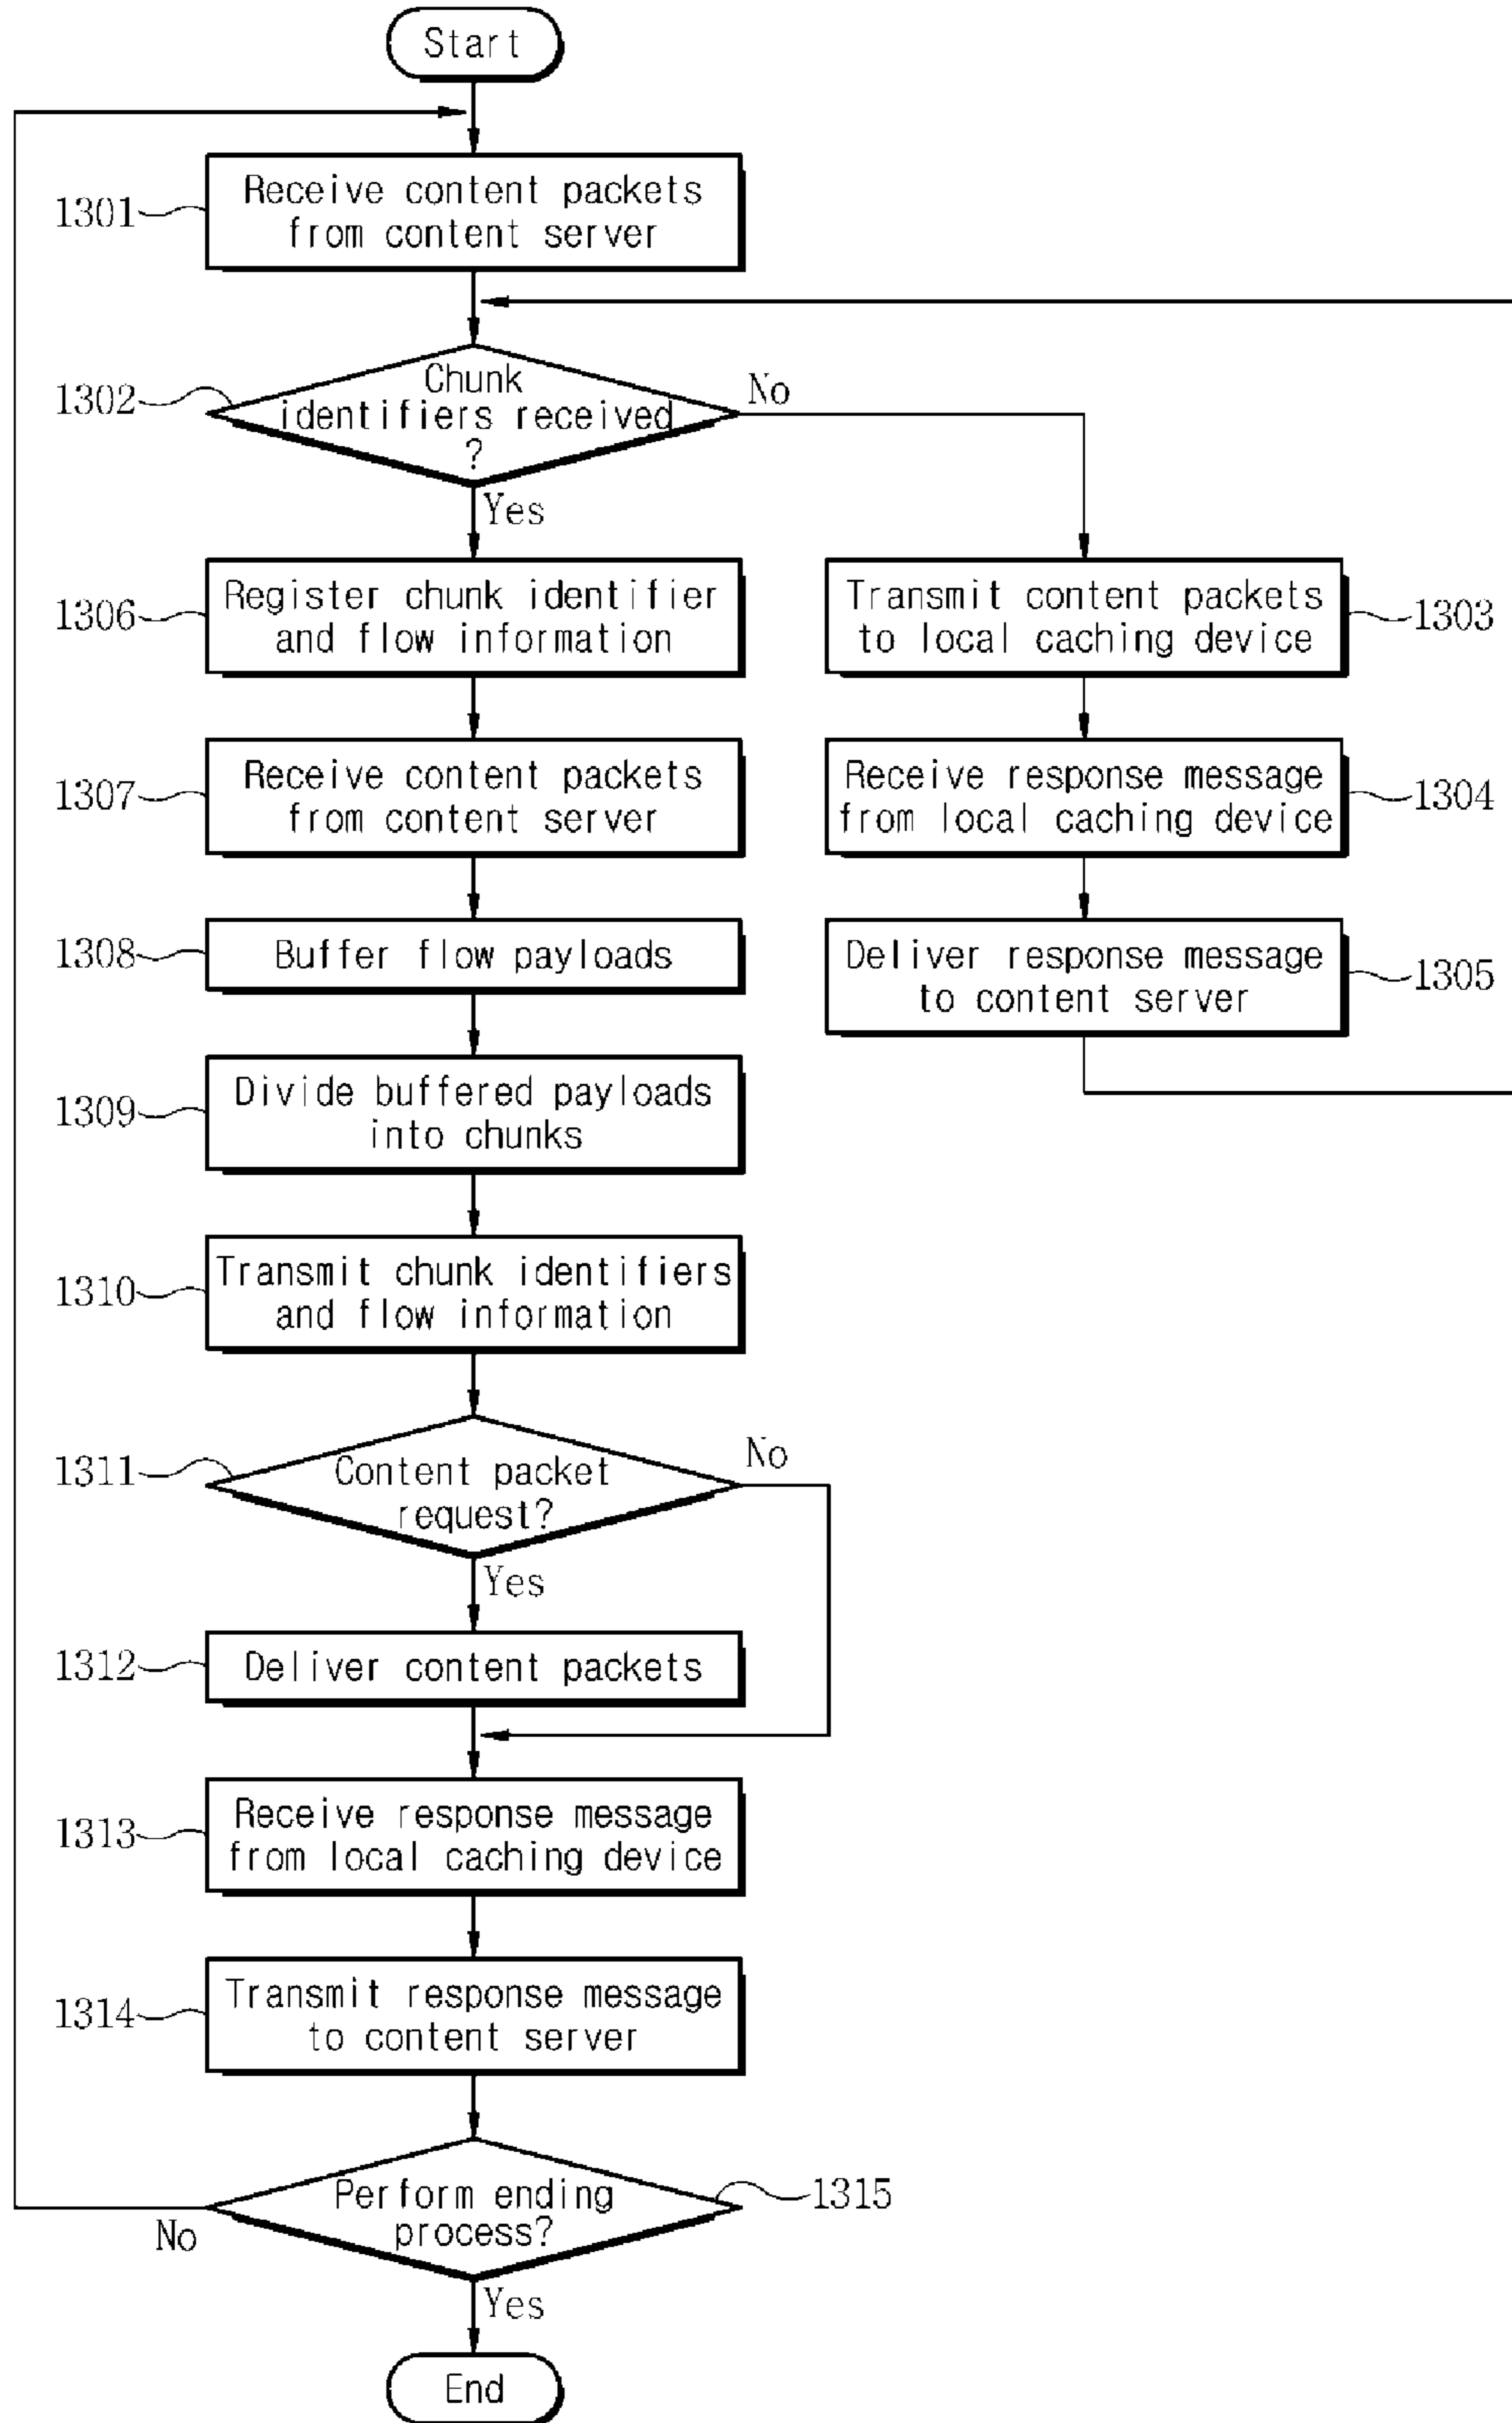 Start
1301
Receive content packets
from content server
1302
Chunk
identifiers received
?
No
Yes
1306
Register chunk identifier
and flow information
Transmit content packets
to local caching device
1303
1307
Receive content packets
from content server
Receive response message
from local caching device
1304
1308
Buffer flow payloads
Deliver response message
to content server
1305
1309
Divide buffered payloads
into chunks
1310
Transmit chunk identifiers
and flow information
1311
Content packet
request?
No
Yes
1312
Deliver content packets
1313
Receive response message
from local caching device
1314
Transmit response message
to content server
Perform ending
process?
1315
No
Yes
End